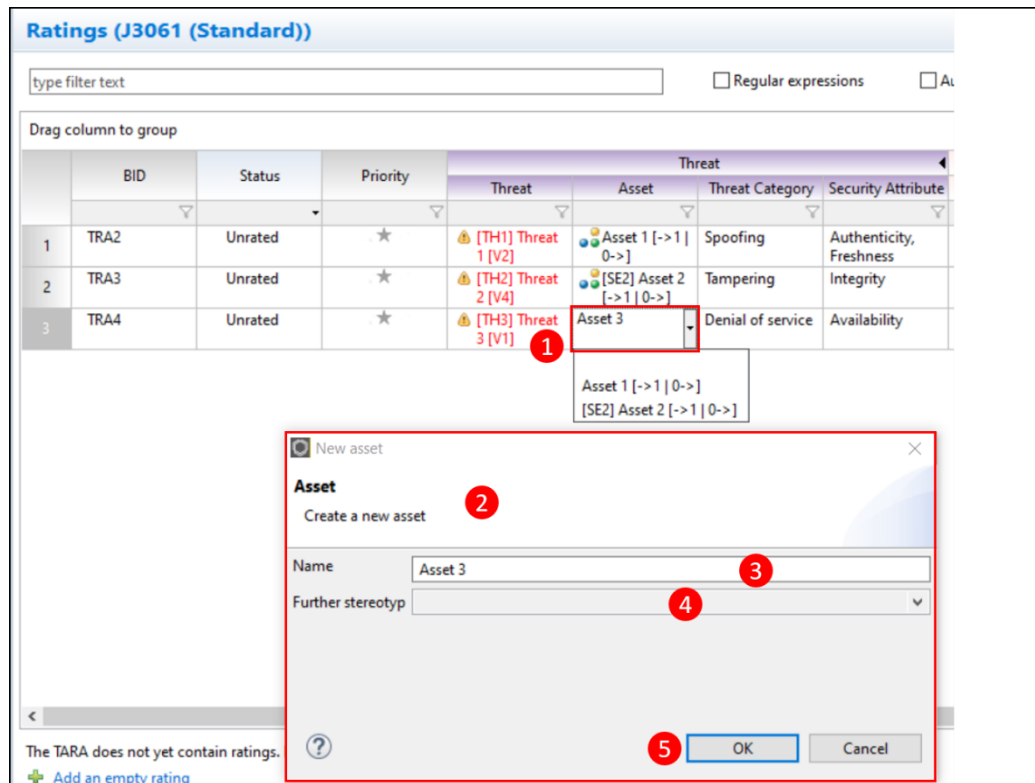 Ratings (J3061 (Standard))
type filter text
Regular expressions
Drag column to group
BID Status Priority Threat
Threat Asset Threat Category Security Attribute
1 TRA2 Unrated [TH1] Threat 1 [V2] Asset 1 [->1 | 0->] Spoofing Authenticity, Freshness
2 TRA3 Unrated [TH2] Threat 2 [V4] [SE2] Asset 2 [->1 | 0->] Tampering Integrity
3 TRA4 Unrated [TH3] Threat 3 [V1] Asset 3 Denial of service Availability
1
Asset 1 [->1 | 0->]
[SE2] Asset 2 [->1 | 0->]
New asset
Asset
2
Create a new asset
Name Asset 3 3
Further stereotyp 4
5 OK Cancel
The TARA does not yet contain ratings.
Add an empty rating